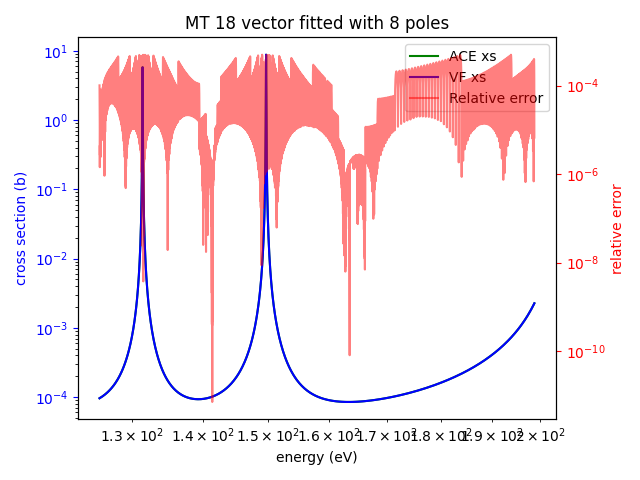 MT 18 vector fitted with 8 poles
10¹
10⁰
10⁻¹
10⁻²
10⁻³
10⁻⁴
cross section (b)
ACE xs
VF xs
Relative error
10⁻⁴
10⁻⁶
10⁻⁸
10⁻¹⁰
relative error
1.3 × 10² 1.4 × 10² 1.5 × 10² 1.6 × 10² 1.7 × 10² 1.8 × 10² 1.9 × 10² 2 × 10²
energy (eV)